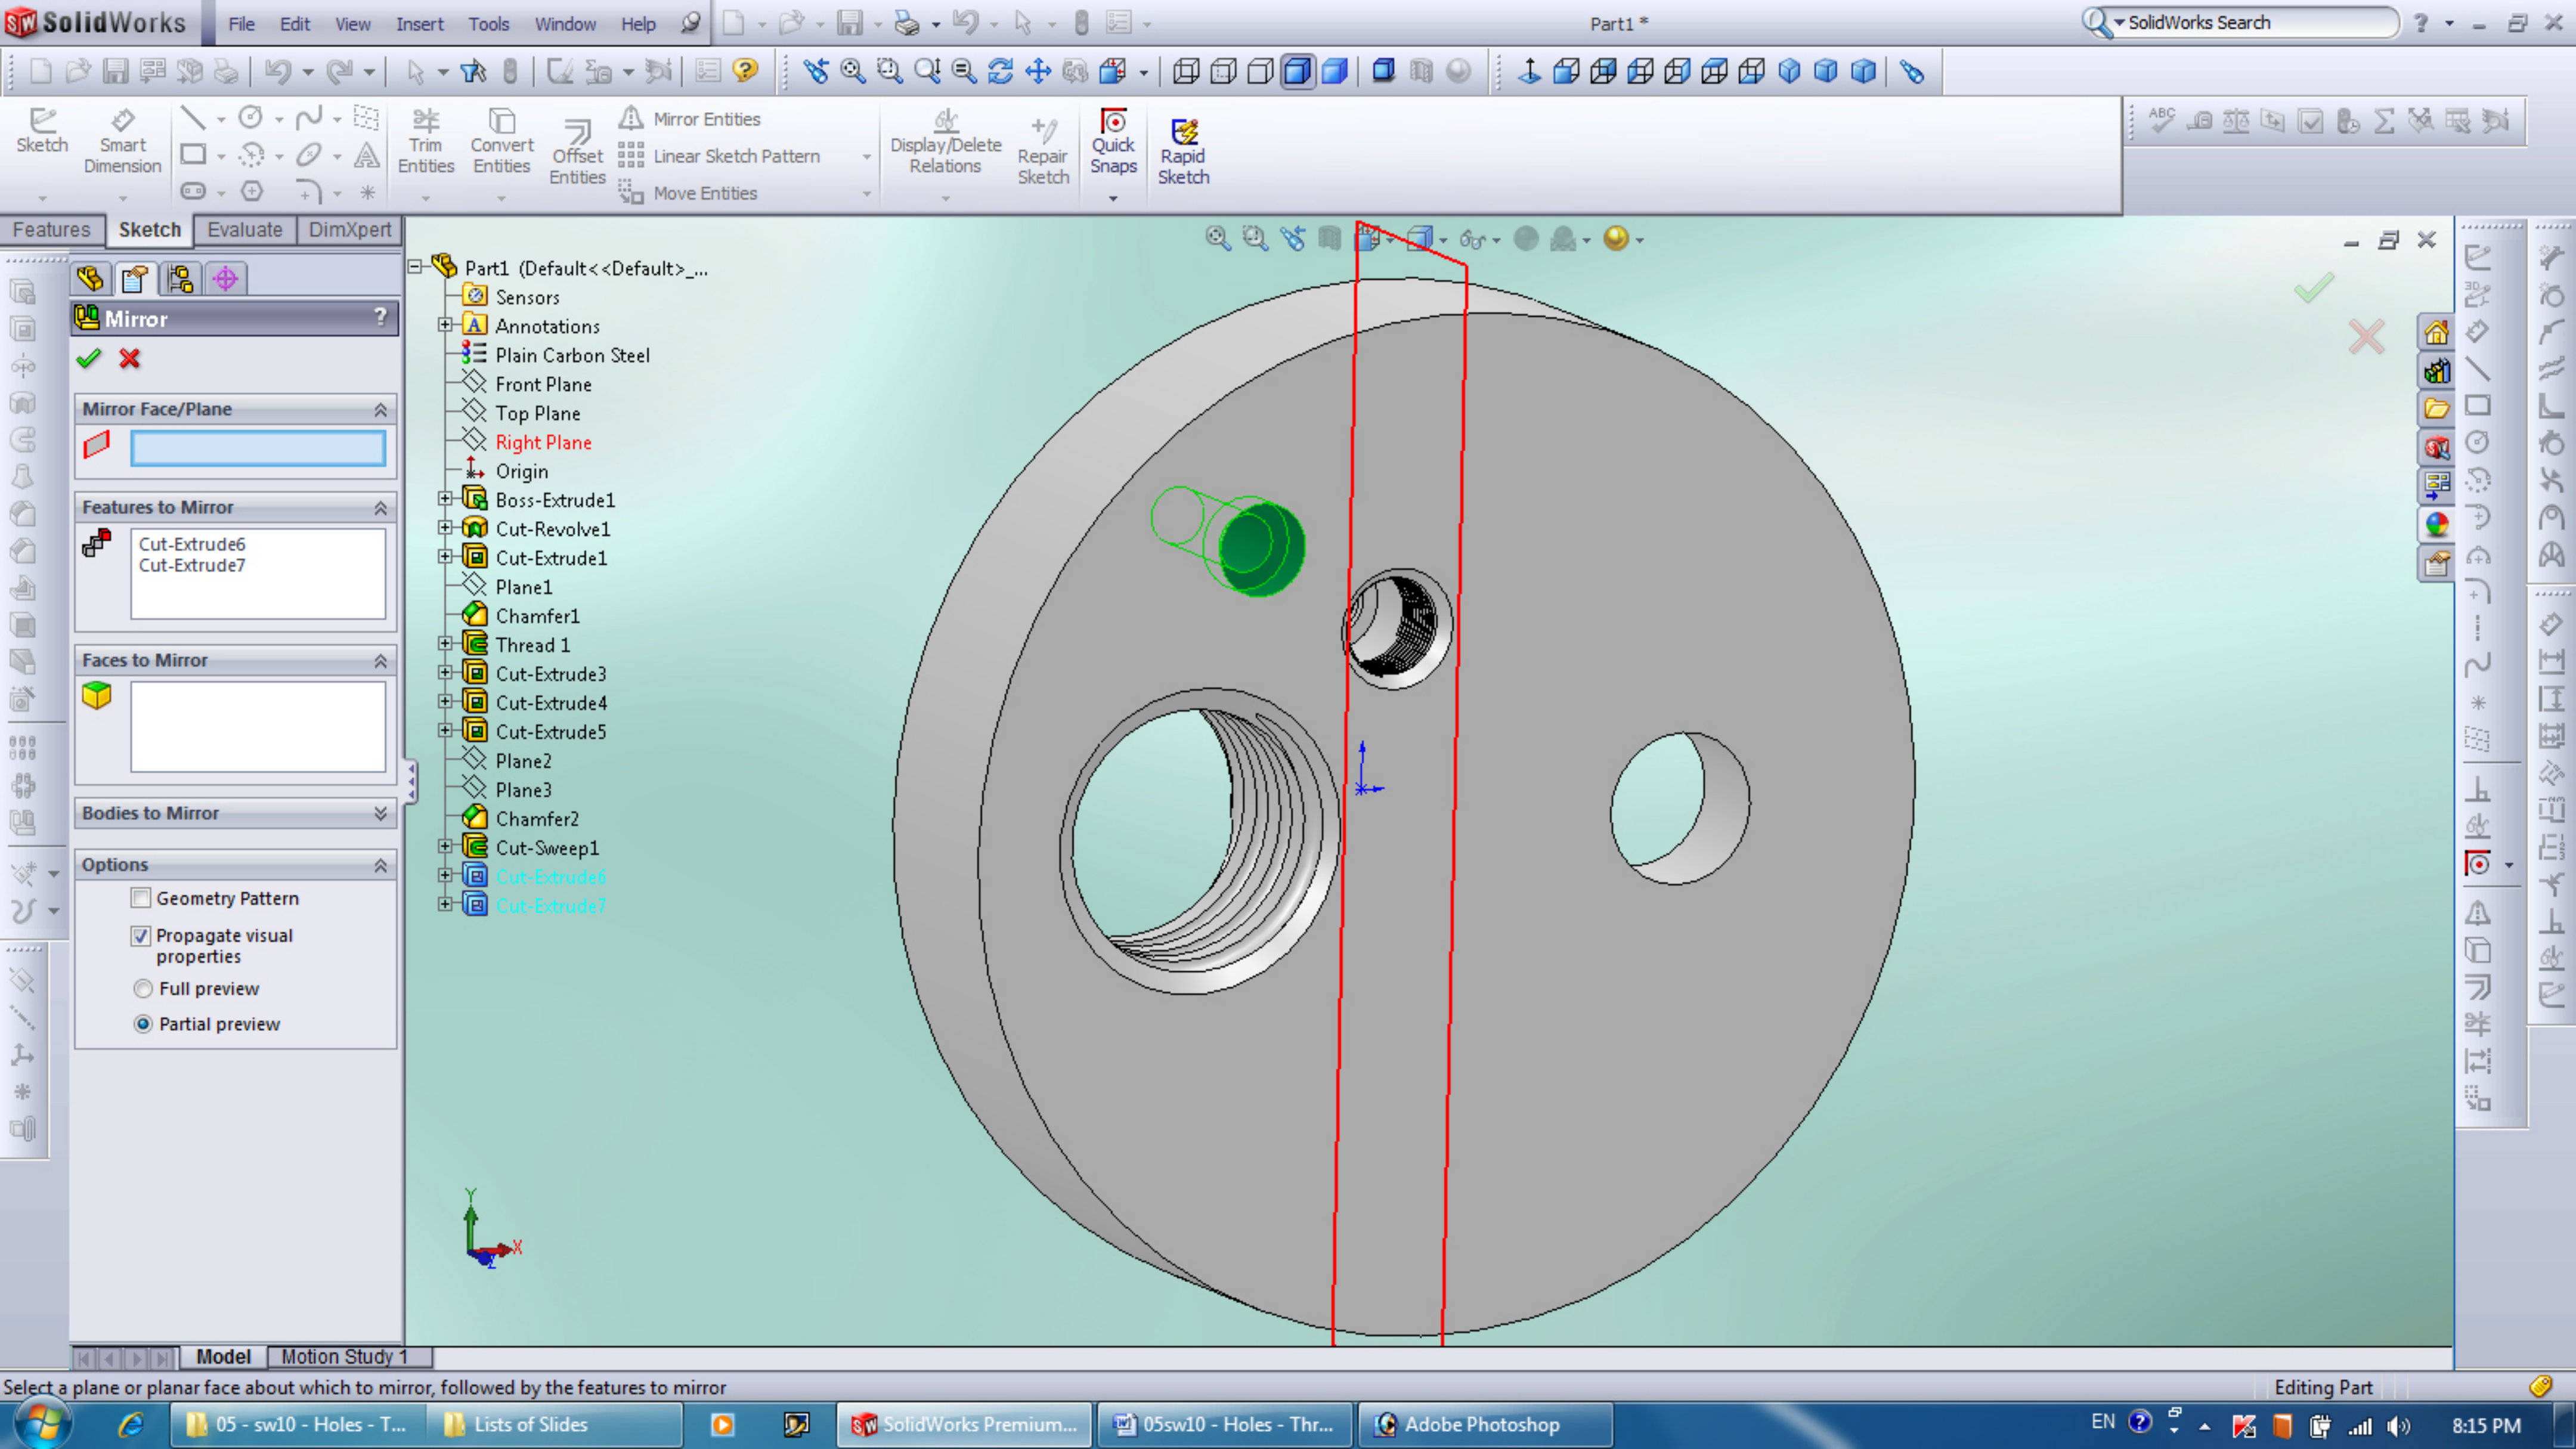 SolidWorks File Edit View Insert Tools Window Help Part1 * SolidWorks Search ?
Sketch Smart Dimension Trim Entities Convert Entities Offset Entities
Mirror Entities
Linear Sketch Pattern
Move Entities
Display/Delete Relations Repair Sketch Quick Snaps Rapid Sketch
ABC
Features Sketch Evaluate DimXpert
Mirror ?
Mirror Face/Plane
Features to Mirror
Cut-Extrude6
Cut-Extrude7
Faces to Mirror
Bodies to Mirror
Options
Geometry Pattern
Propagate visual
properties
Full preview
Partial preview
Part1 (Default<<Default>_...
Sensors
Annotations
Plain Carbon Steel
Front Plane
Top Plane
Right Plane
Origin
Boss-Extrude1
Cut-Revolve1
Cut-Extrude1
Plane1
Chamfer1
Thread 1
Cut-Extrude3
Cut-Extrude4
Cut-Extrude5
Plane2
Plane3
Chamfer2
Cut-Sweep1
Cut-Extrude6
Cut-Extrude7
Y
X
Z
Model Motion Study 1
Select a plane or planar face about which to mirror, followed by the features to mirror Editing Part
05 - sw10 - Holes - T... Lists of Slides SolidWorks Premium... 05sw10 - Holes - Thr... Adobe Photoshop EN 8:15 PM